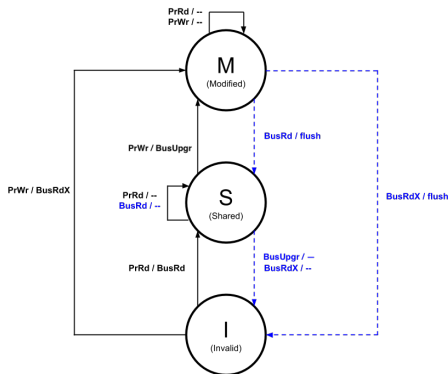 PrRd / --
PrWr / --
M
(Modified)
BusRd / flush
PrWr / BusUpgr
PrWr / BusRdX
PrRd / --
BusRd / --
S
(Shared)
BusRdX / flush
BusUpgr / --
BusRdX / --
PrRd / BusRd
I
(Invalid)